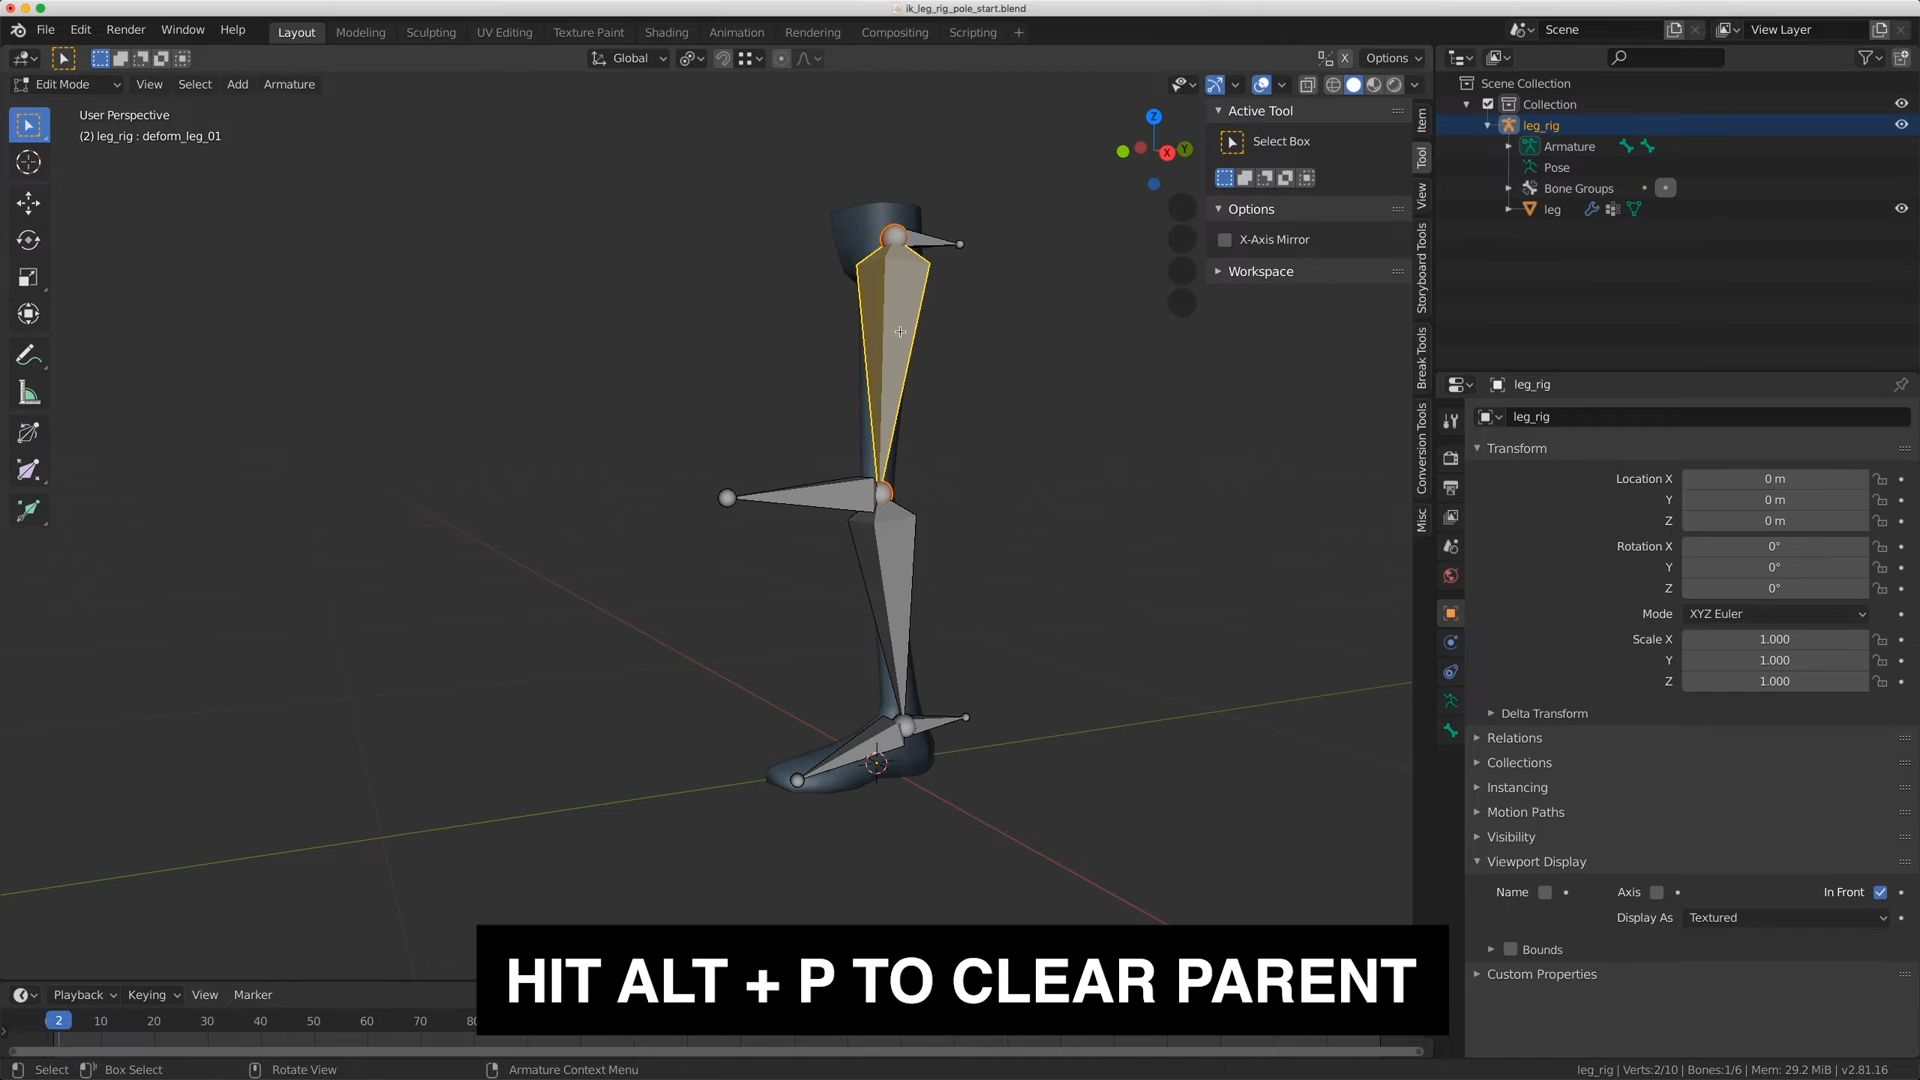 ik_leg_rig_pole_start.blend
File Edit Render Window Help Layout Modeling Sculpting UV Editing Texture Paint Shading Animation Rendering Compositing Scripting + Scene View Layer
Global X Options
Edit Mode View Select Add Armature
User Perspective
(2) leg_rig : deform_leg_01
Z
X
Y
Active Tool
Select Box
Options
X-Axis Mirror
Workspace
Item
Tool
View
Storyboard Tools
Break Tools
Conversion Tools
Misc
Scene Collection
Collection
leg_rig
Armature
Pose
Bone Groups
leg
leg_rig
leg_rig
Transform
Location X 0 m
Y 0 m
Z 0 m
Rotation X 0°
Y 0°
Z 0°
Mode XYZ Euler
Scale X 1.000
Y 1.000
Z 1.000
Delta Transform
Relations
Collections
Instancing
Motion Paths
Visibility
Viewport Display
Name Axis In Front
Display As Textured
Bounds
Custom Properties
HIT ALT + P TO CLEAR PARENT
Playback Keying View Marker
2 10 20 30 40 50 60 70
Select Box Select Rotate View Armature Context Menu leg_rig | Verts:2/10 | Bones:1/6 | Mem: 29.2 MiB | v2.81.16